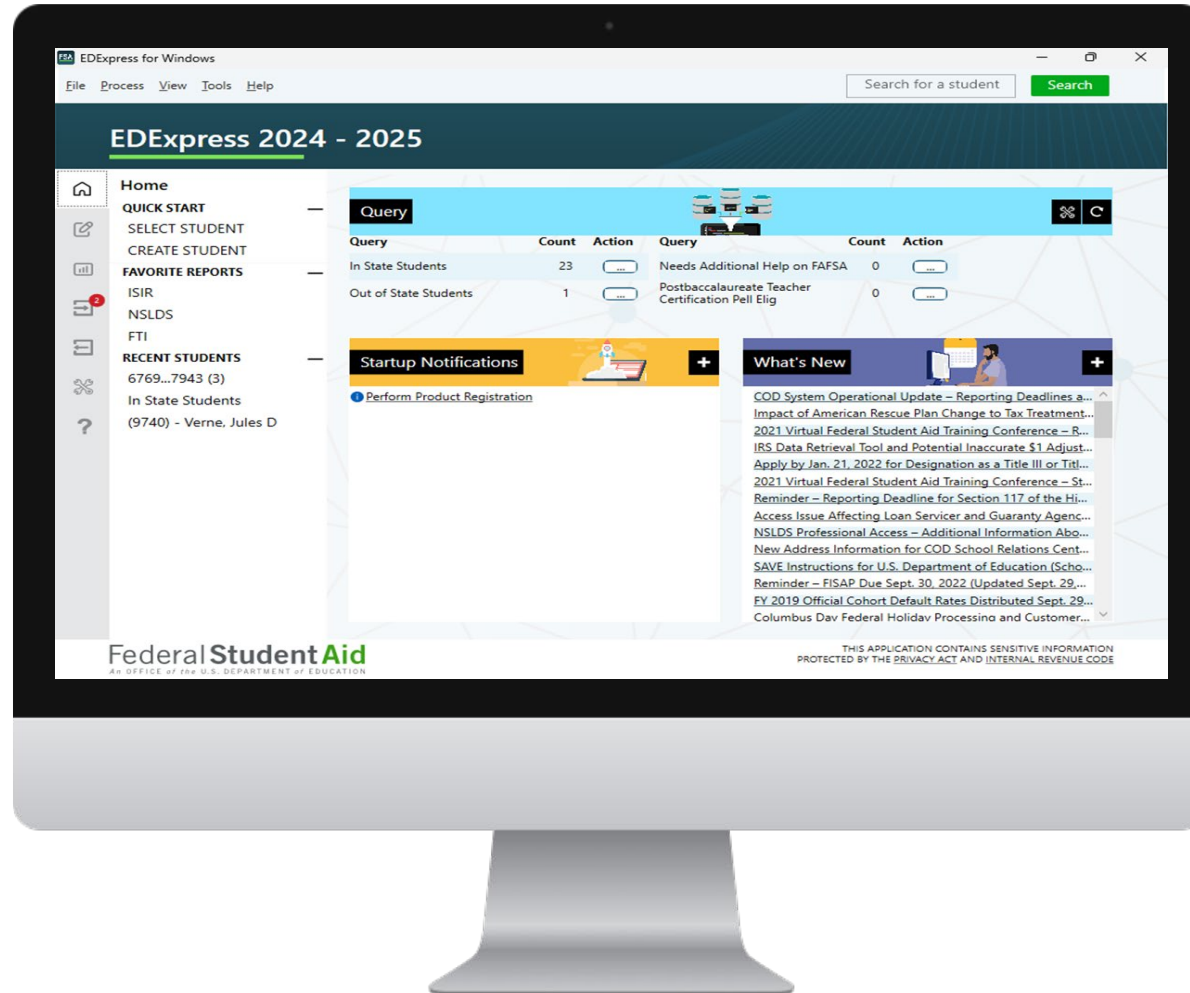 FSA EDExpress for Windows
File Process View Tools Help
Search for a student Search
EDExpress 2024 - 2025
Home
QUICK START
SELECT STUDENT
CREATE STUDENT
FAVORITE REPORTS
ISIR
NSLDS
FTI
RECENT STUDENTS
6769...7943 (3)
In State Students
(9740) - Verne, Jules D
2
?
Query
Query Count Action Query Count Action
In State Students 23 ... Needs Additional Help on FAFSA 0 ...
Out of State Students 1 ... Postbaccalaureate Teacher
Certification Pell Elig 0 ...
Startup Notifications +
Perform Product Registration
What's New +
COD System Operational Update – Reporting Deadlines a...
Impact of American Rescue Plan Change to Tax Treatment...
2021 Virtual Federal Student Aid Training Conference – R...
IRS Data Retrieval Tool and Potential Inaccurate $1 Adjust...
Apply by Jan. 21, 2022 for Designation as a Title III or Titl...
2021 Virtual Federal Student Aid Training Conference – St...
Reminder – Reporting Deadline for Section 117 of the Hi...
Access Issue Affecting Loan Servicer and Guaranty Agenc...
NSLDS Professional Access – Additional Information Abo...
New Address Information for COD School Relations Cent...
SAVE Instructions for U.S. Department of Education (Scho...
Reminder – FISAP Due Sept. 30, 2022 (Updated Sept. 29,...
FY 2019 Official Cohort Default Rates Distributed Sept. 29...
Columbus Day Federal Holiday Processing and Customer...
Federal Student Aid
An OFFICE of the U.S. DEPARTMENT of EDUCATION
THIS APPLICATION CONTAINS SENSITIVE INFORMATION
PROTECTED BY THE PRIVACY ACT AND INTERNAL REVENUE CODE